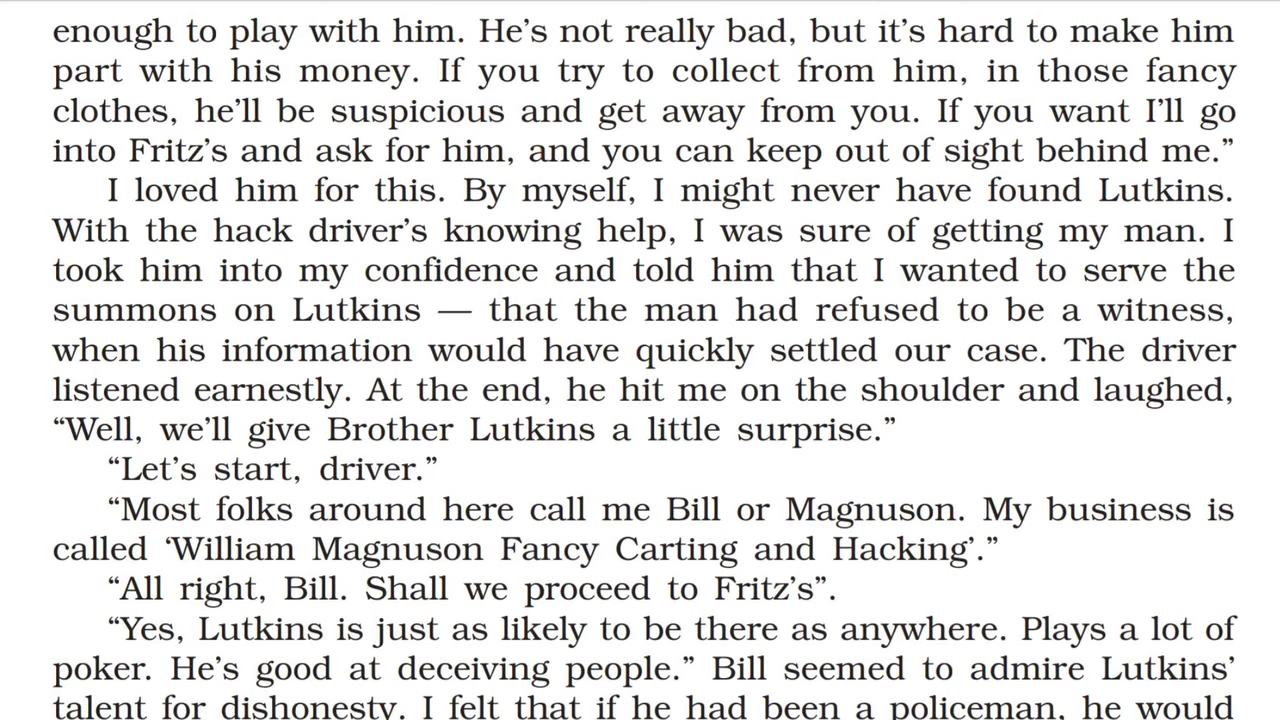 enough to play with him. He’s not really bad, but it’s hard to make him
part with his money. If you try to collect from him, in those fancy
clothes, he’ll be suspicious and get away from you. If you want I’ll go
into Fritz’s and ask for him, and you can keep out of sight behind me.”
I loved him for this. By myself, I might never have found Lutkins.
With the hack driver’s knowing help, I was sure of getting my man. I
took him into my confidence and told him that I wanted to serve the
summons on Lutkins — that the man had refused to be a witness,
when his information would have quickly settled our case. The driver
listened earnestly. At the end, he hit me on the shoulder and laughed,
“Well, we’ll give Brother Lutkins a little surprise.”
“Let’s start, driver.”
“Most folks around here call me Bill or Magnuson. My business is
called ‘William Magnuson Fancy Carting and Hacking’.”
“All right, Bill. Shall we proceed to Fritz’s”.
“Yes, Lutkins is just as likely to be there as anywhere. Plays a lot of
poker. He’s good at deceiving people.” Bill seemed to admire Lutkins’
talent for dishonesty. I felt that if he had been a policeman, he would